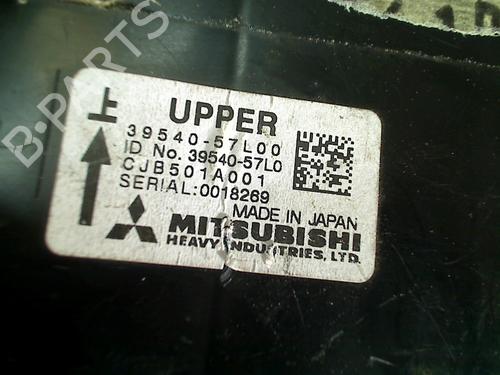 上 UPPER
39540-57L00
ID No. 39540-57L0
CJB501A001
SERIAL:0018269
MADE IN JAPAN
MITSUBISHI
HEAVY INDUSTRIES, LTD.
B-PARTS